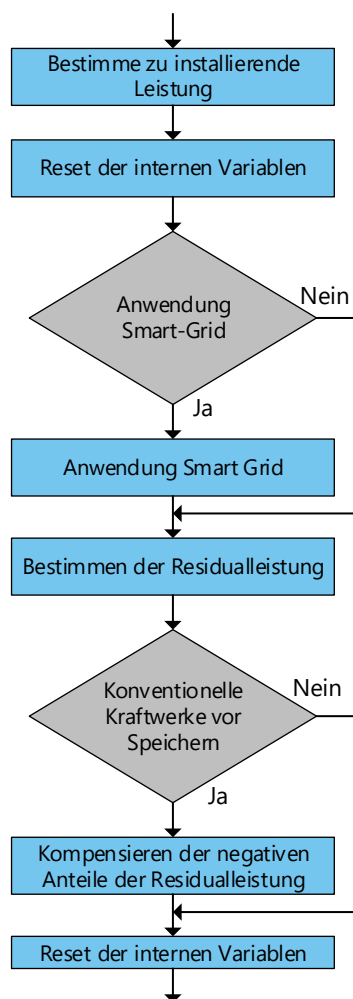 Bestimme zu installierende
Leistung
Reset der internen Variablen
Anwendung
Smart-Grid
Nein
Ja
Anwendung Smart Grid
Bestimmen der Residualleistung
Konventionelle
Kraftwerke vor
Speichern
Nein
Ja
Kompensieren der negativen
Anteile der Residualleistung
Reset der internen Variablen